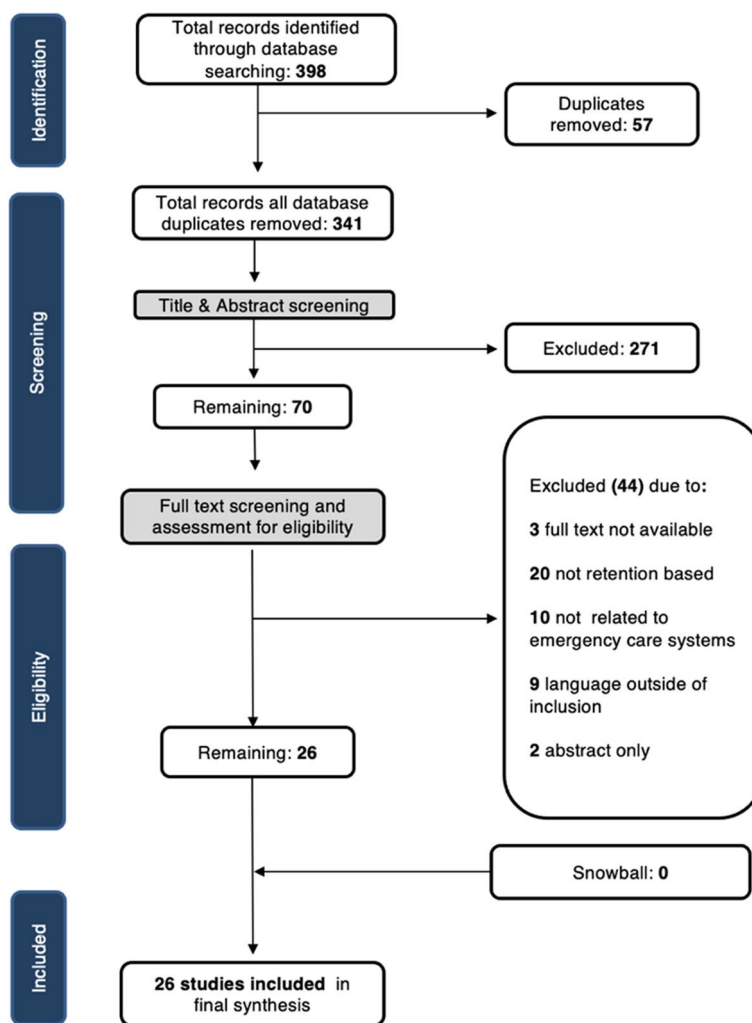 Identification
Total records identified
through database
searching: 398
Duplicates
removed: 57
Screening
Total records all database
duplicates removed: 341
Title & Abstract screening
Excluded: 271
Remaining: 70
Full text screening and
assessment for eligibility
Excluded (44) due to:
3 full text not available
20 not retention based
10 not related to
emergency care systems
9 language outside of
inclusion
2 abstract only
Eligibility
Remaining: 26
Snowball: 0
Included
26 studies included in
final synthesis